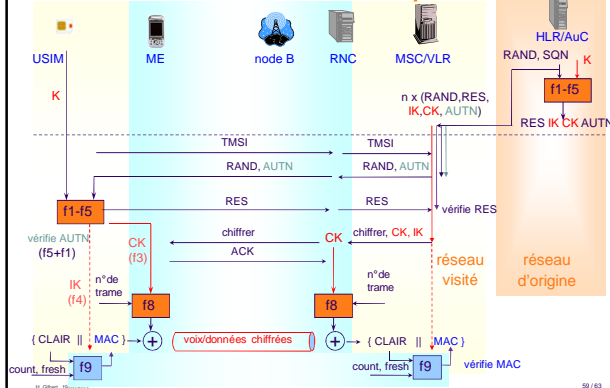 HLR/AuC
USIM ME node B RNC MSC/VLR
RAND, SQN K
K
f1-f5
n x (RAND,RES,
IK,CK, AUTN)
RES IK CK AUTN
TMSI TMSI
RAND, AUTN RAND, AUTN
f1-f5
RES RES vérifie RES
vérifie AUTN
(f5+f1)
CK
(f3)
chiffrer CK chiffrer, CK, IK
ACK
réseau
visité
réseau
d'origine
IK
(f4)
n°de
trame
n°de
trame
f8 f8
{ CLAIR || MAC } + voix/données chiffrées + { CLAIR || MAC }
count, fresh f9 count, fresh f9 vérifie MAC
59 / 63